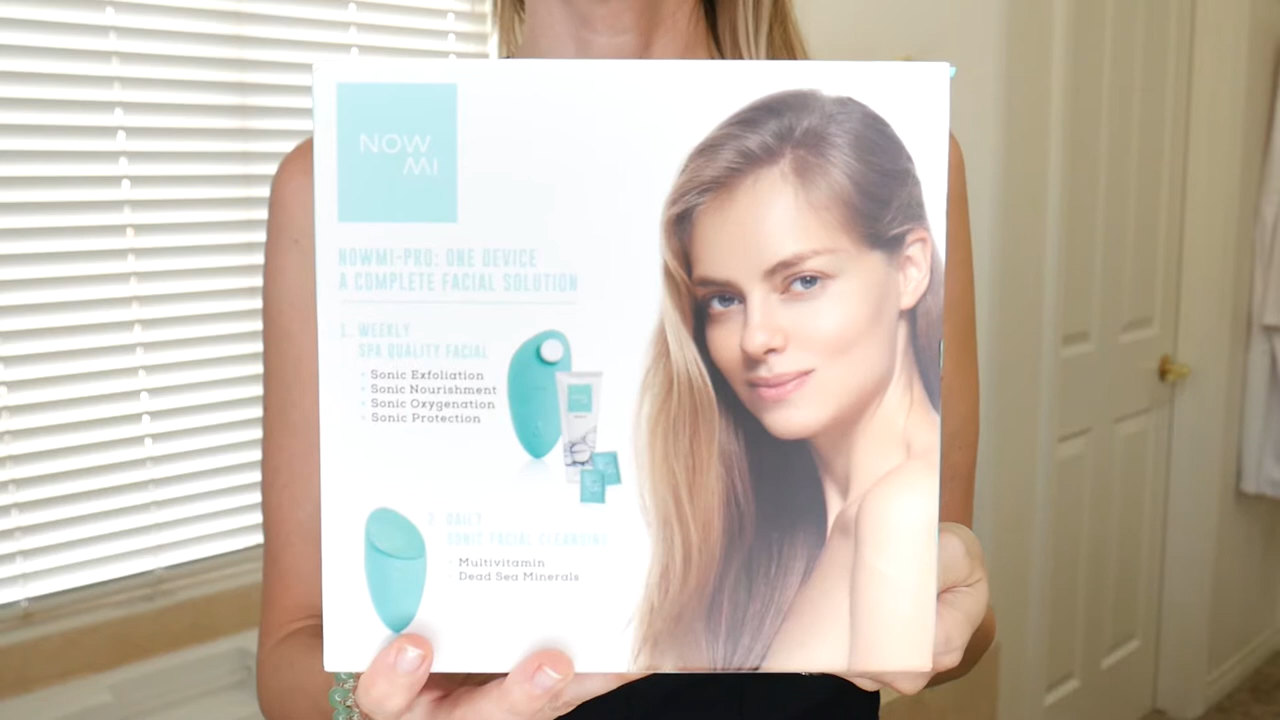 NOW
MI
NOWMI-PRO: ONE DEVICE
A COMPLETE FACIAL SOLUTION
1. WEEKLY
SPA QUALITY FACIAL
Sonic Exfoliation
Sonic Nourishment
Sonic Oxygenation
Sonic Protection
2. DAILY
SONIC FACIAL CLEANSING
Multivitamin
Dead Sea Minerals